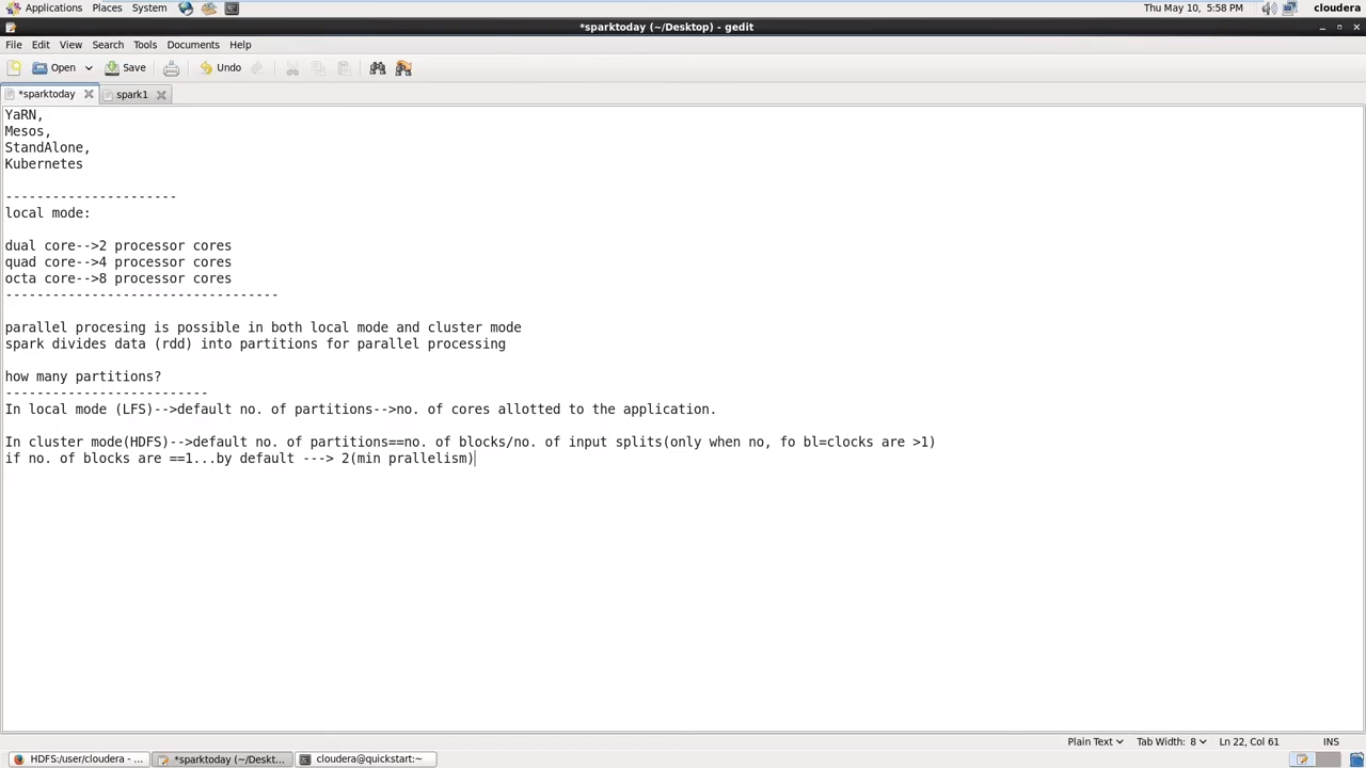 Applications Places System
Thu May 10, 5:58 PM
cloudera
*sparktoday (~/Desktop) - gedit
File Edit View Search Tools Documents Help
Open Save Undo
*sparktoday spark1
YaRN,
Mesos,
StandAlone,
Kubernetes
----------------------
local mode:
dual core-->2 processor cores
quad core-->4 processor cores
octa core-->8 processor cores
-----------------------------------
parallel procesing is possible in both local mode and cluster mode
spark divides data (rdd) into partitions for parallel processing
how many partitions?
--------------------------
In local mode (LFS)-->default no. of partitions-->no. of cores allotted to the application.
In cluster mode(HDFS)-->default no. of partitions==no. of blocks/no. of input splits(only when no, fo bl=clocks are >1)
if no. of blocks are ==1...by default ---> 2(min prallelism)
Plain Text Tab Width: 8 Ln 22, Col 61 INS
HDFS:/user/cloudera - ... *sparktoday (~/Deskt... cloudera@quickstart:~